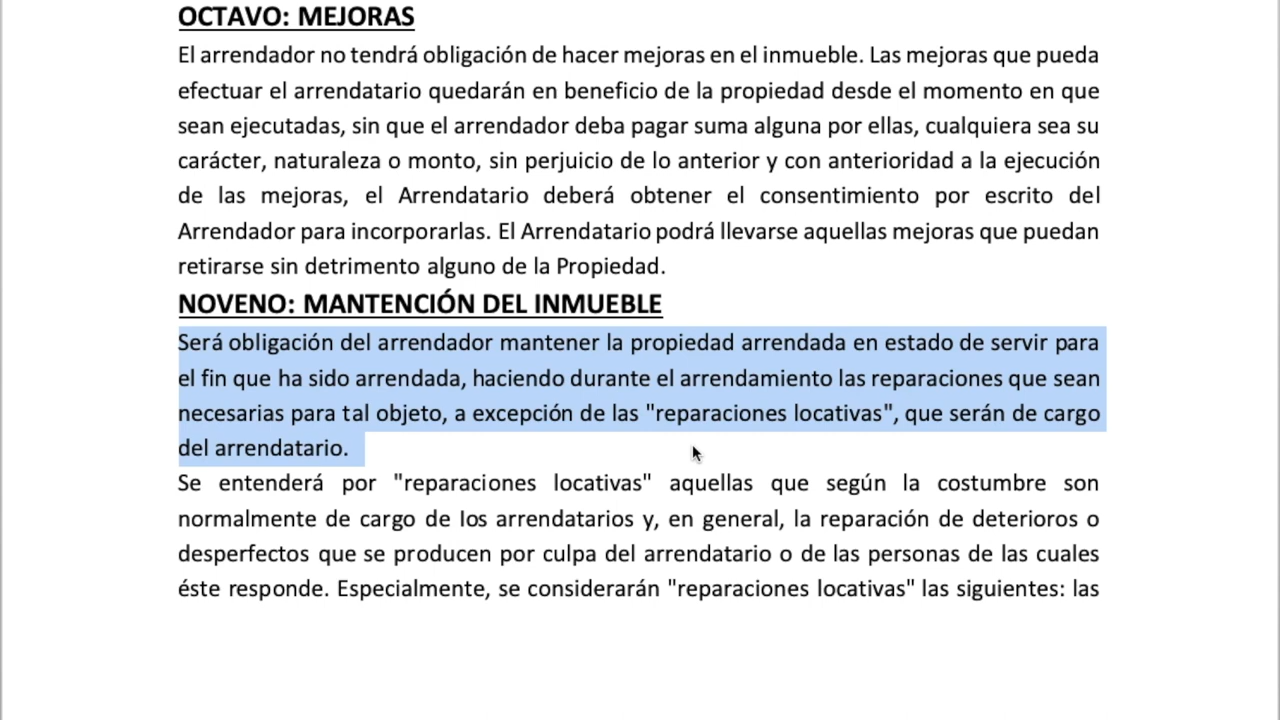 OCTAVO: MEJORAS
El arrendador no tendrá obligación de hacer mejoras en el inmueble. Las mejoras que pueda
efectuar el arrendatario quedarán en beneficio de la propiedad desde el momento en que
sean ejecutadas, sin que el arrendador deba pagar suma alguna por ellas, cualquiera sea su
carácter, naturaleza o monto, sin perjuicio de lo anterior y con anterioridad a la ejecución
de las mejoras, el Arrendatario deberá obtener el consentimiento por escrito del
Arrendador para incorporarlas. El Arrendatario podrá llevarse aquellas mejoras que puedan
retirarse sin detrimento alguno de la Propiedad.
NOVENO: MANTENCIÓN DEL INMUEBLE
Será obligación del arrendador mantener la propiedad arrendada en estado de servir para
el fin que ha sido arrendada, haciendo durante el arrendamiento las reparaciones que sean
necesarias para tal objeto, a excepción de las "reparaciones locativas", que serán de cargo
del arrendatario.
Se entenderá por "reparaciones locativas" aquellas que según la costumbre son
normalmente de cargo de los arrendatarios y, en general, la reparación de deterioros o
desperfectos que se producen por culpa del arrendatario o de las personas de las cuales
éste responde. Especialmente, se considerarán "reparaciones locativas" las siguientes: las